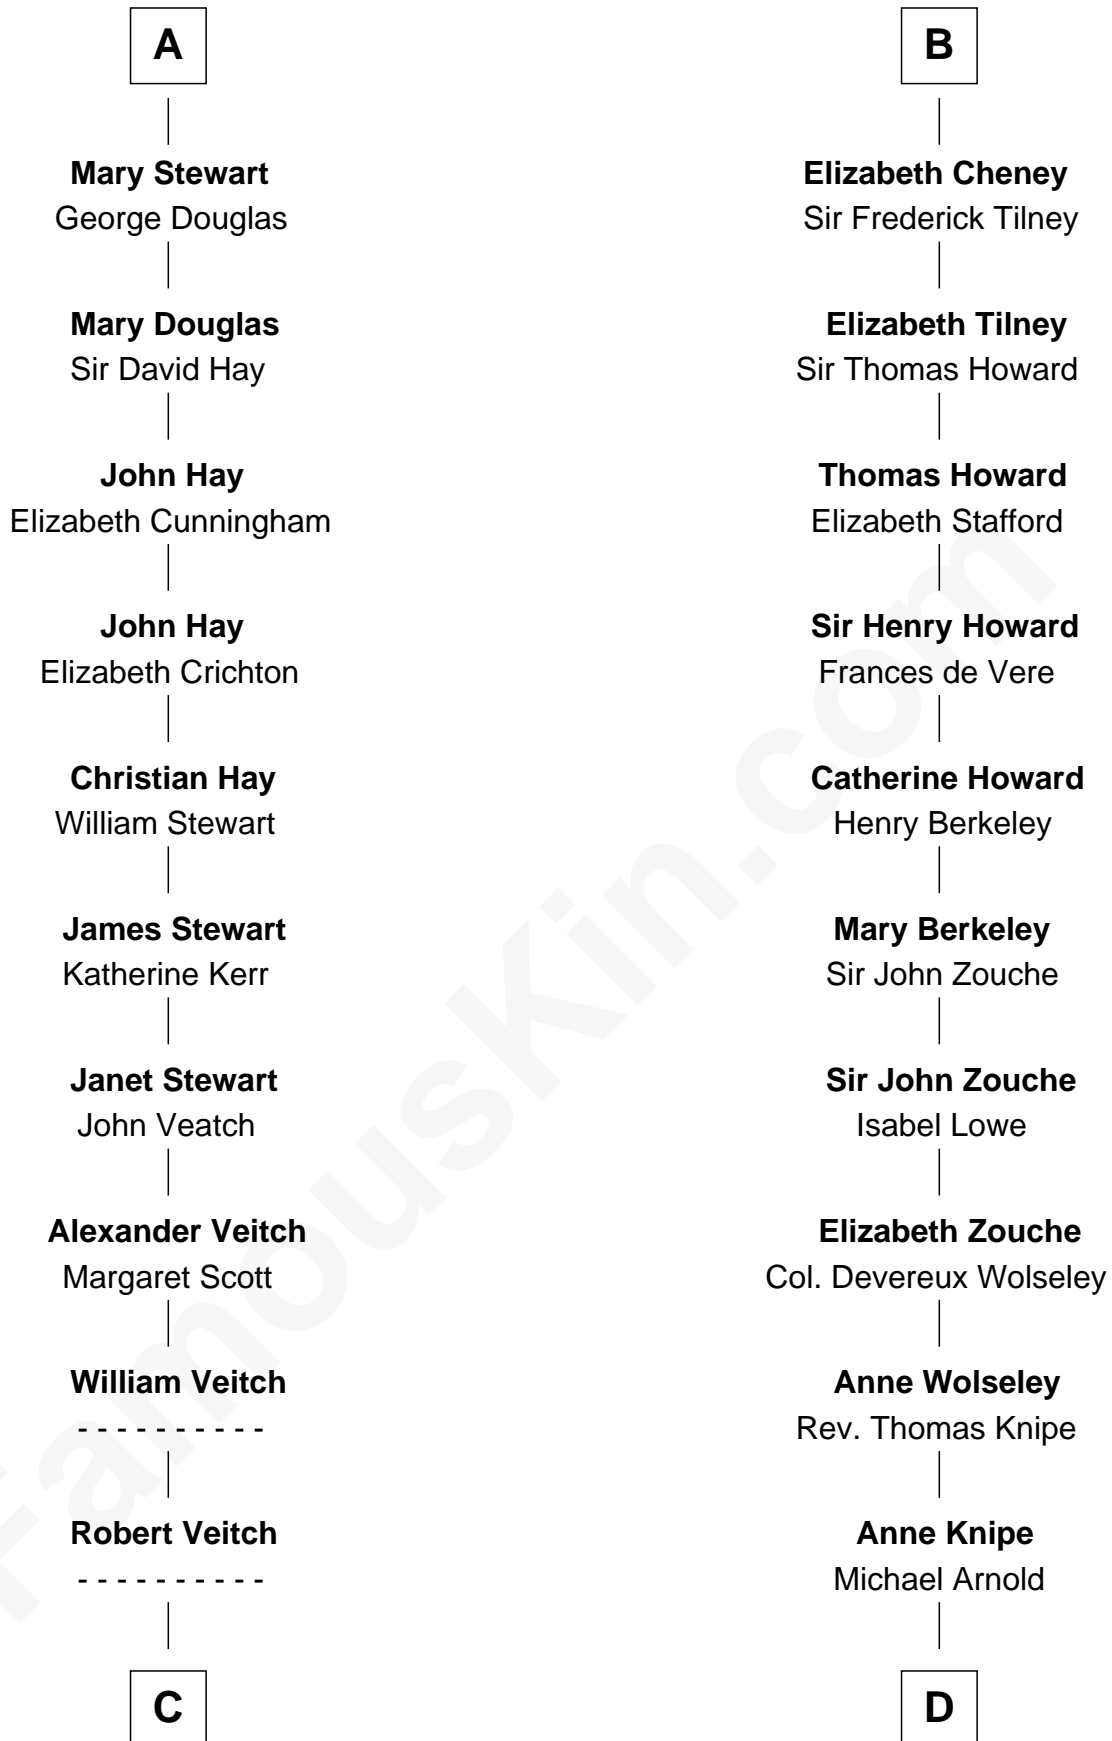 A
Mary Stewart
George Douglas
Mary Douglas
Sir David Hay
John Hay
Elizabeth Cunningham
John Hay
Elizabeth Crichton
Christian Hay
William Stewart
James Stewart
Katherine Kerr
Janet Stewart
John Veatch
Alexander Veitch
Margaret Scott
William Veitch
- - - - - - - - - -
Robert Veitch
- - - - - - - - - -
C
B
Elizabeth Cheney
Sir Frederick Tilney
Elizabeth Tilney
Sir Thomas Howard
Thomas Howard
Elizabeth Stafford
Sir Henry Howard
Frances de Vere
Catherine Howard
Henry Berkeley
Mary Berkeley
Sir John Zouche
Sir John Zouche
Isabel Lowe
Elizabeth Zouche
Col. Devereux Wolseley
Anne Wolseley
Rev. Thomas Knipe
Anne Knipe
Michael Arnold
D
FamousKin.com